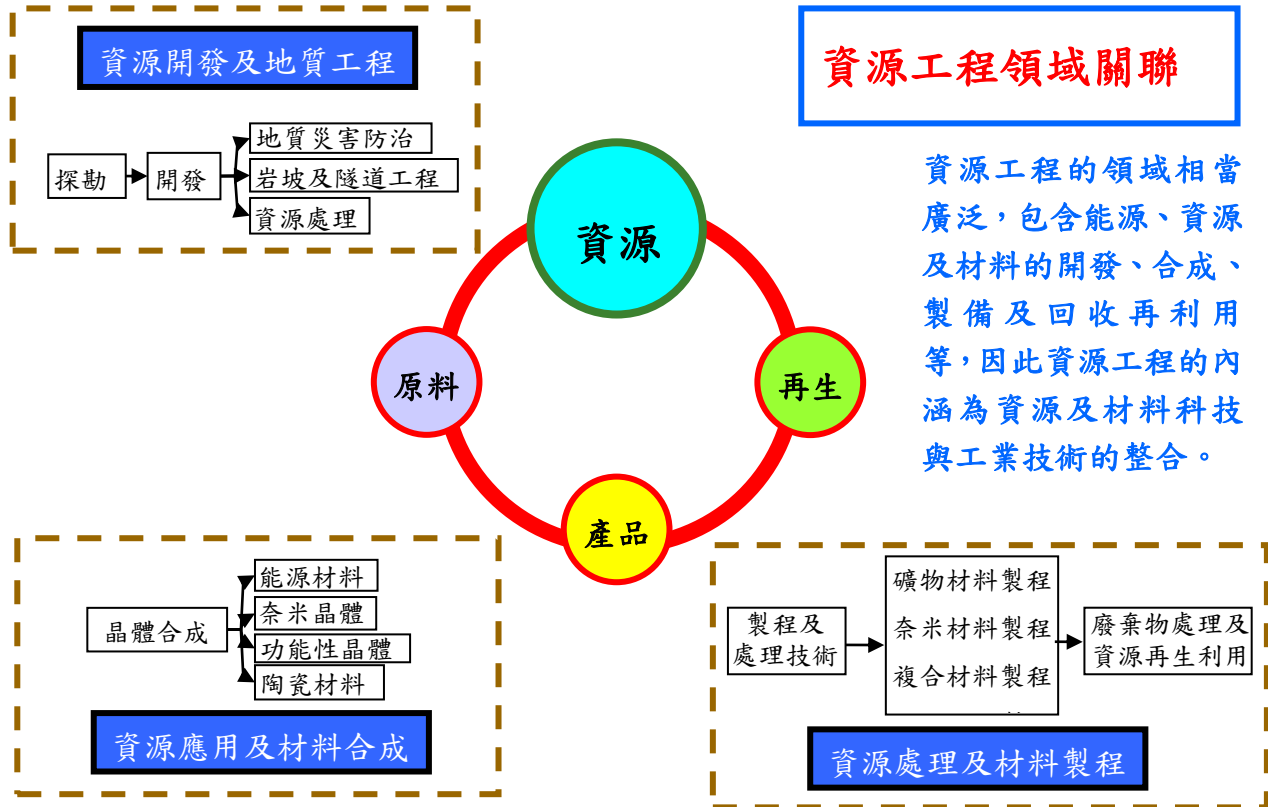 資源開發及地質工程
探勘
開發
地質災害防治
岩坡及隧道工程
資源處理
資源工程領域關聯
資源工程的領域相當
廣泛，包含能源、資源
及材料的開發、合成、
製備及回收再利用
等，因此資源工程的內
涵為資源及材料科技
與工業技術的整合。
資源
原料
再生
產品
晶體合成
能源材料
奈米晶體
功能性晶體
陶瓷材料
資源應用及材料合成
製程及
處理技術
礦物材料製程
奈米材料製程
複合材料製程
廢棄物處理及
資源再生利用
資源處理及材料製程